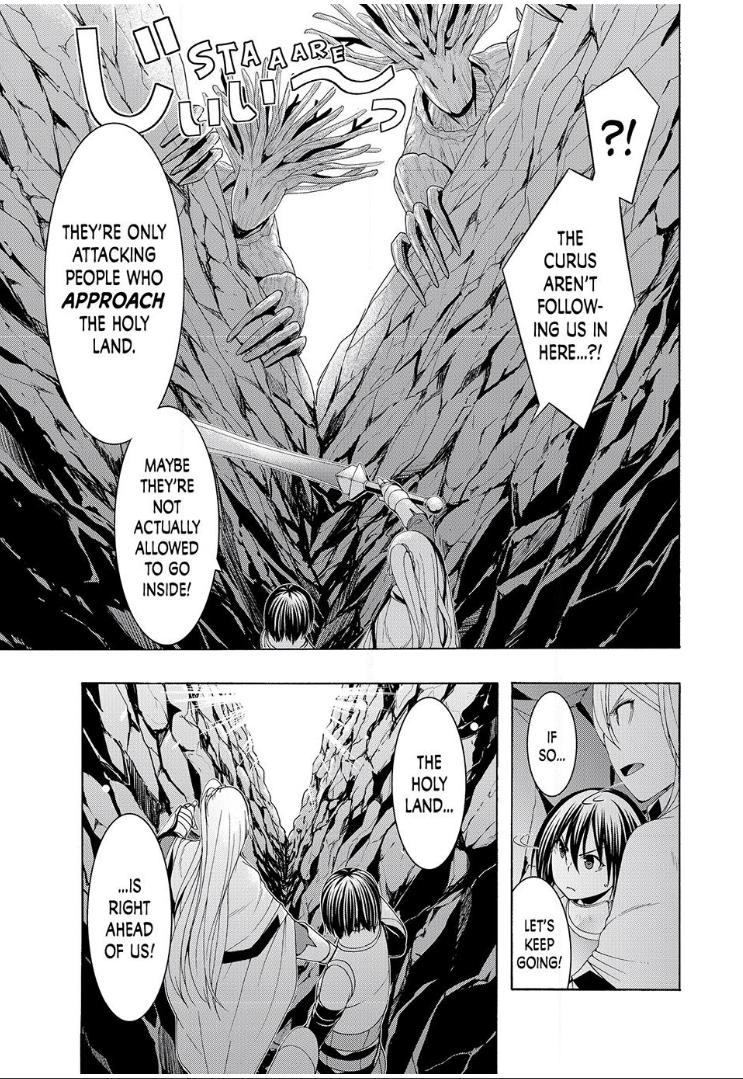 ?!
THE
CURUS
AREN'T
FOLLOW-
ING US IN
HERE...?!
STAAARE
じぃいい〜っ
THEY'RE ONLY
ATTACKING
PEOPLE WHO
APPROACH
THE HOLY
LAND.
MAYBE
THEY'RE
NOT
ACTUALLY
ALLOWED
TO GO
INSIDE!
IF
SO...
LET'S
KEEP
GOING!
THE
HOLY
LAND...
...IS
RIGHT
AHEAD
OF US!